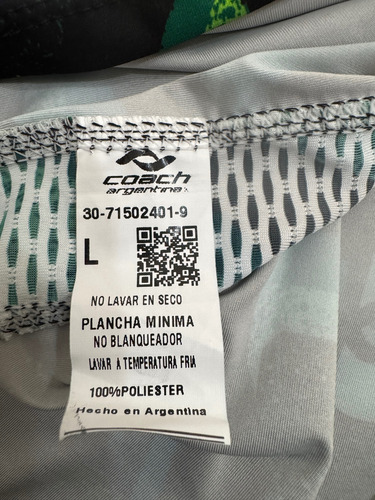 coach
argentina
30-71502401-9
L
NO LAVAR EN SECO
PLANCHA MINIMA
NO BLANQUEADOR
LAVAR A TEMPERATURA FRIA
100%POLIESTER
Hecho en Argentina